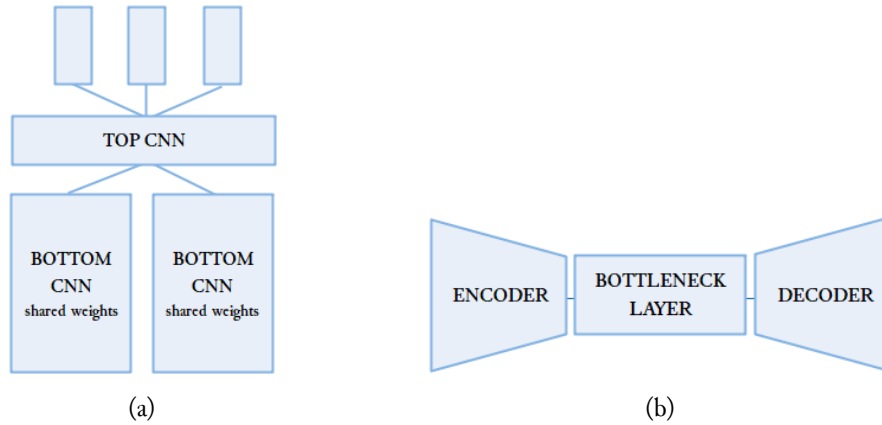 TOP CNN
BOTTOM
CNN
shared weights
BOTTOM
CNN
shared weights
(a)
ENCODER
BOTTLENECK
LAYER
DECODER
(b)